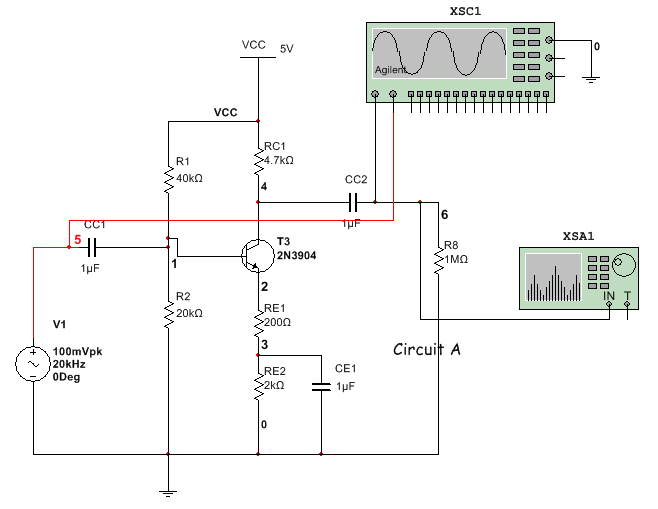 XSC1
VCC
5V
0
Agilent
VCC
R1
40kΩ
RC1
4.7kΩ
4
CC2
1µF
6
XSA1
5
CC1
1µF
1
T3
2N3904
2
R8
1MΩ
IN T
R2
20kΩ
RE1
200Ω
V1
100mVpk
20kHz
0Deg
3
Circuit A
RE2
2kΩ
CE1
1µF
0